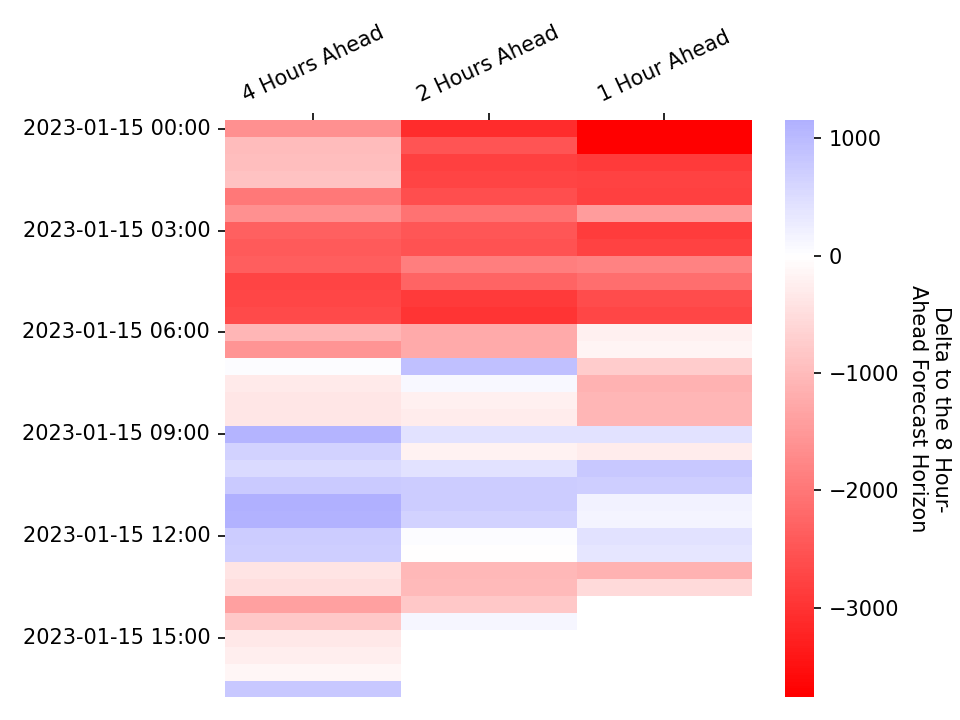 4 Hours Ahead
2 Hours Ahead
1 Hour Ahead
2023-01-15 00:00
2023-01-15 03:00
2023-01-15 06:00
2023-01-15 09:00
2023-01-15 12:00
2023-01-15 15:00
1000
0
−1000
−2000
−3000
Delta to the 8 Hour-
Ahead Forecast Horizon